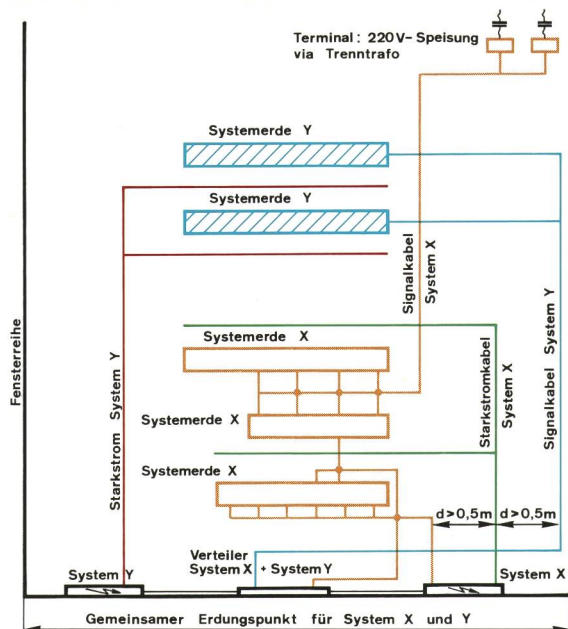 Terminal: 220V-Speisung
via Trenntrafo
Systemerde Y
Systemerde Y
Signalkabel
System X
Fensterreihe
Starkstrom System Y
Systemerde X
Systemerde X
Systemerde X
Starkstromkabel
System X
Signalkabel System Y
d>0,5m
d>0,5m
Verteiler
System X + System Y
System Y
System X
Gemeinsamer Erdungspunkt für System X und Y